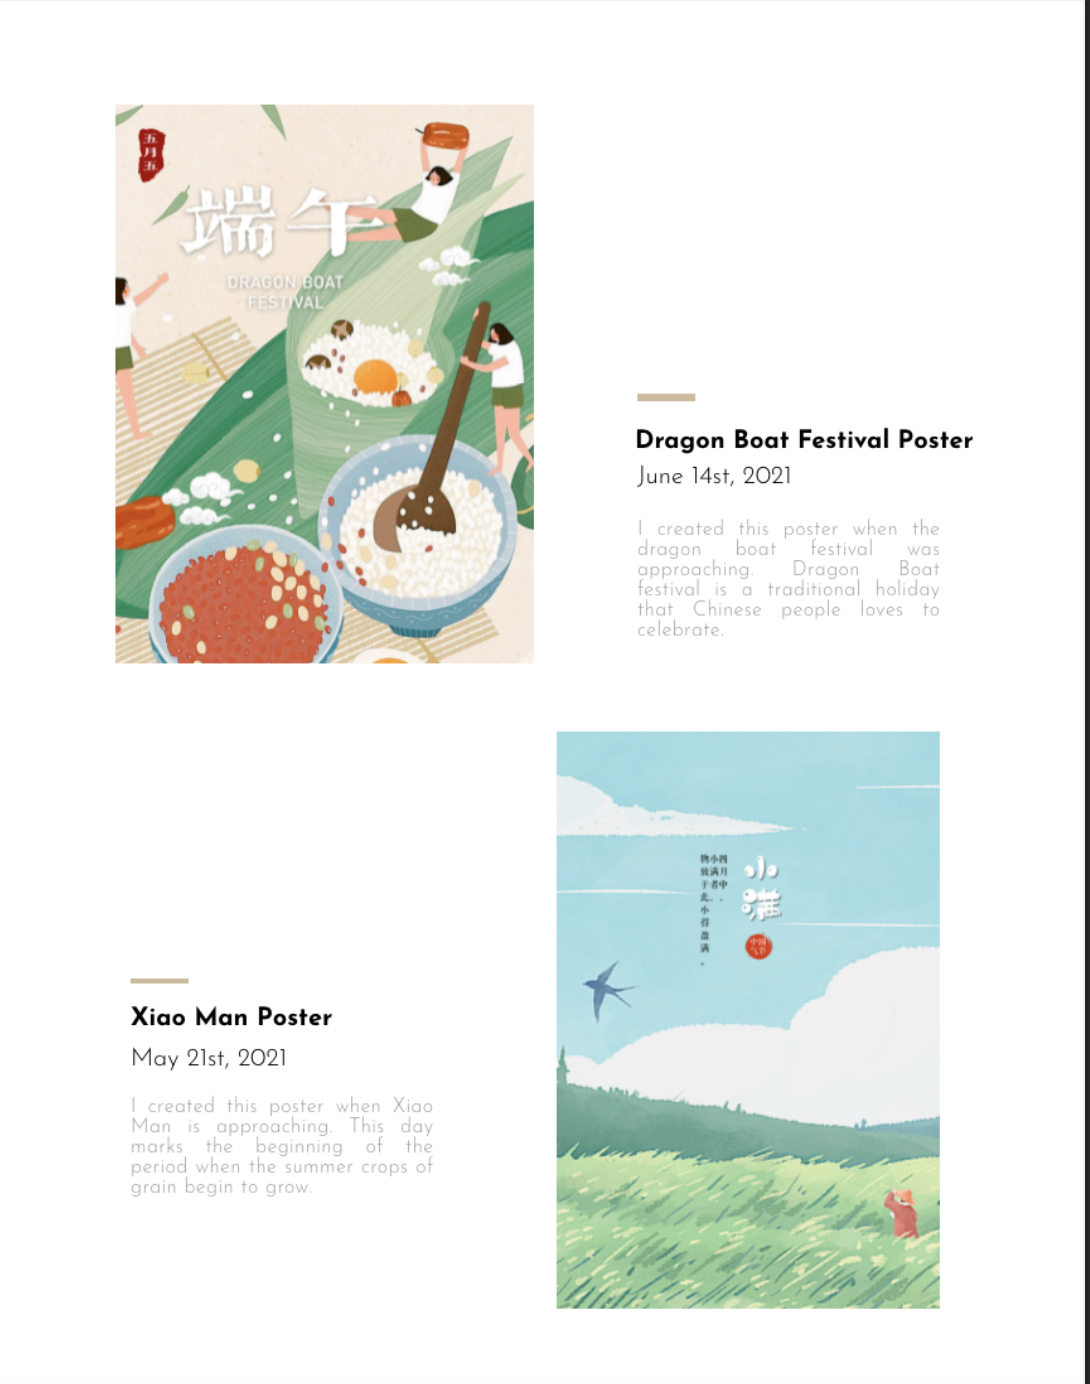 五月五
端午
DRAGON BOAT
FESTIVAL
Dragon Boat Festival Poster
June 14st, 2021
I created this poster when the
dragon boat festival was
approaching. Dragon Boat
festival is a traditional holiday
that Chinese people loves to
celebrate.
小满
四月中，
小满者，
物致于此小得盈满。
中国
气节
Xiao Man Poster
May 21st, 2021
I created this poster when Xiao
Man is approaching. This day
marks the beginning of the
period when the summer crops of
grain begin to grow.